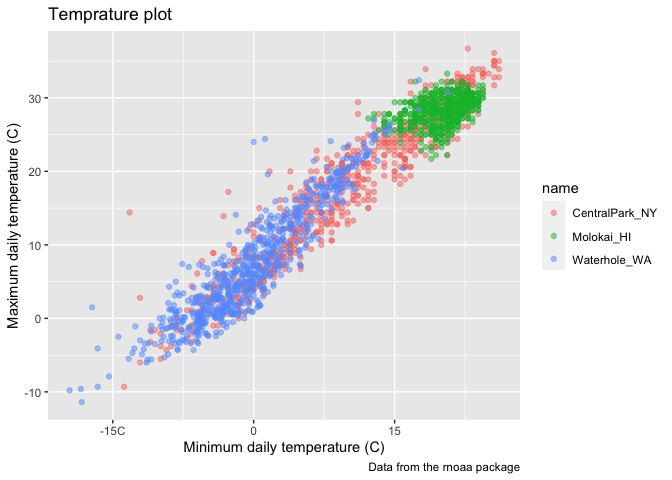 Temprature plot
Maximum daily temperature (C)
30
20
10
0
-10
-15C
0
15
Minimum daily temperature (C)
name
CentralPark_NY
Molokai_HI
Waterhole_WA
Data from the rnoaa package